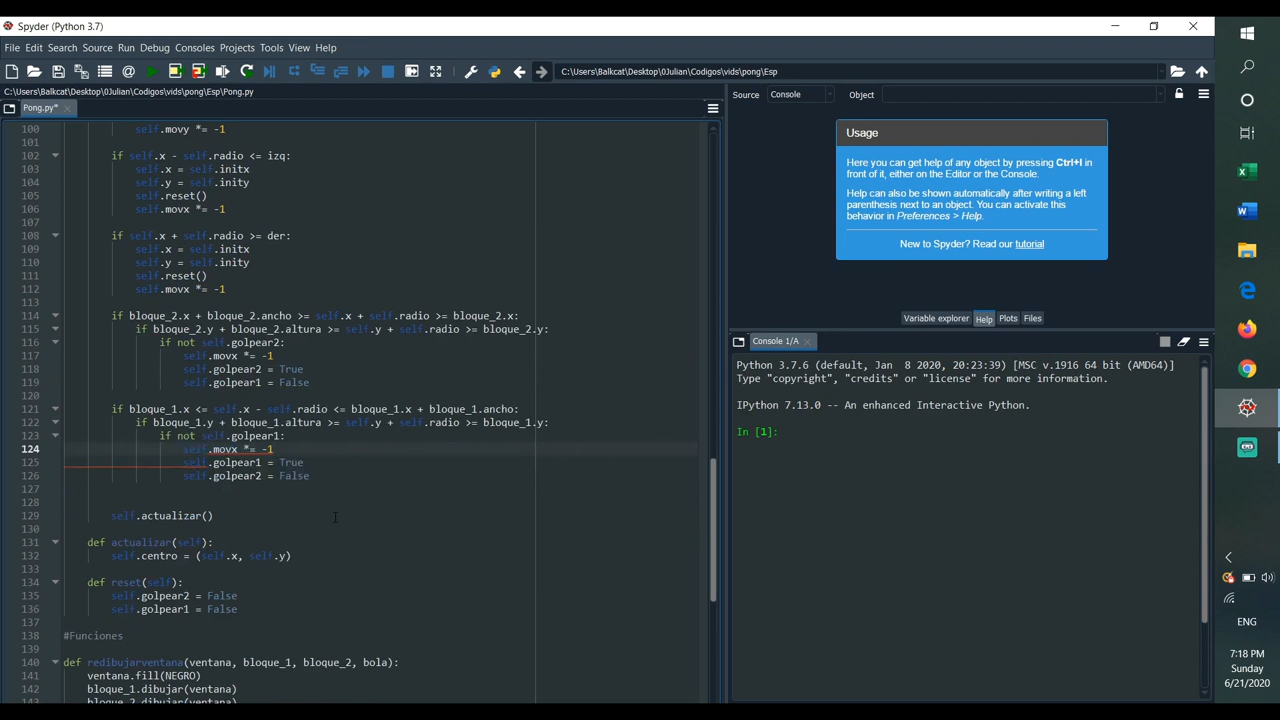 Spyder (Python 3.7)
File Edit Search Source Run Debug Consoles Projects Tools View Help
C:\Users\Balkcat\Desktop\0Julian\Codigos\vids\pong\Esp
C:\Users\Balkcat\Desktop\0Julian\Codigos\vids\pong\Esp\Pong.py
Pong.py*
100 self.movy *= -1
101
102 if self.x - self.radio <= izq:
103 self.x = self.initx
104 self.y = self.inity
105 self.reset()
106 self.movx *= -1
107
108 if self.x + self.radio >= der:
109 self.x = self.initx
110 self.y = self.inity
111 self.reset()
112 self.movx *= -1
113
114 if bloque_2.x + bloque_2.ancho >= self.x + self.radio >= bloque_2.x:
115 if bloque_2.y + bloque_2.altura >= self.y + self.radio >= bloque_2.y:
116 if not self.golpear2:
117 self.movx *= -1
118 self.golpear2 = True
119 self.golpear1 = False
120
121 if bloque_1.x <= self.x - self.radio <= bloque_1.x + bloque_1.ancho:
122 if bloque_1.y + bloque_1.altura >= self.y + self.radio >= bloque_1.y:
123 if not self.golpear1:
124 self.movx *= -1
125 self.golpear1 = True
126 self.golpear2 = False
127
128
129 self.actualizar()
130
131 def actualizar(self):
132 self.centro = (self.x, self.y)
133
134 def reset(self):
135 self.golpear2 = False
136 self.golpear1 = False
137
138 #Funciones
139
140 def redibujarventana(ventana, bloque_1, bloque_2, bola):
141 ventana.fill(NEGRO)
142 bloque_1.dibujar(ventana)
143 bloque_2.dibujar(ventana)
Source Console Object
Usage
Here you can get help of any object by pressing Ctrl+I in
front of it, either on the Editor or the Console.
Help can also be shown automatically after writing a left
parenthesis next to an object. You can activate this
behavior in Preferences > Help.
New to Spyder? Read our tutorial
Variable explorer Help Plots Files
Console 1/A
Python 3.7.6 (default, Jan 8 2020, 20:23:39) [MSC v.1916 64 bit (AMD64)]
Type "copyright", "credits" or "license" for more information.
IPython 7.13.0 -- An enhanced Interactive Python.
In [1]:
ENG
7:18 PM
Sunday
6/21/2020